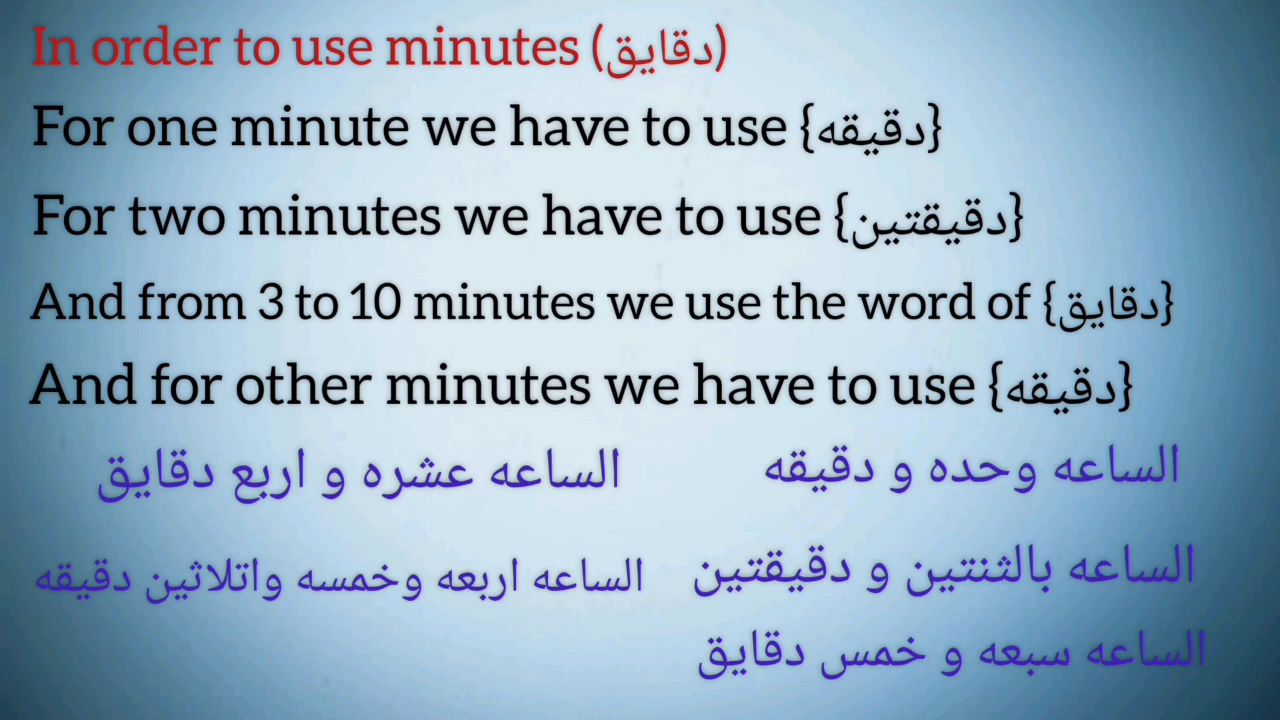 In order to use minutes (دقايق)
For one minute we have to use {دقيقه}
For two minutes we have to use {دقيقتين}
And from 3 to 10 minutes we use the word of {دقايق}
And for other minutes we have to use {دقيقه}
الساعه وحده و دقيقه
الساعه عشره و اربع دقايق
الساعه بالثنتين و دقيقتين
الساعه اربعه وخمسه واتلاثين دقيقه
الساعه سبعه و خمس دقايق